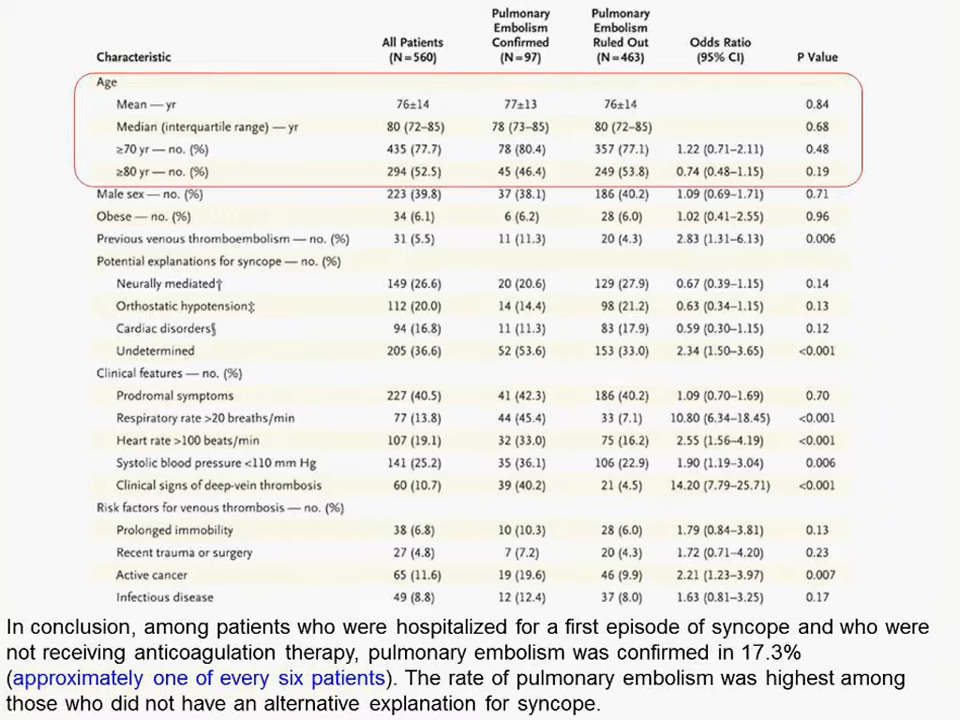 Characteristic All Patients (N=560) Pulmonary Embolism Confirmed (N=97) Pulmonary Embolism Ruled Out (N=463) Odds Ratio (95% CI) P Value
Age
Mean — yr 76±14 77±13 76±14 0.84
Median (interquartile range) — yr 80 (72–85) 78 (73–85) 80 (72–85) 0.68
≥70 yr — no. (%) 435 (77.7) 78 (80.4) 357 (77.1) 1.22 (0.71–2.11) 0.48
≥80 yr — no. (%) 294 (52.5) 45 (46.4) 249 (53.8) 0.74 (0.48–1.15) 0.19
Male sex — no. (%) 223 (39.8) 37 (38.1) 186 (40.2) 1.09 (0.69–1.71) 0.71
Obese — no. (%) 34 (6.1) 6 (6.2) 28 (6.0) 1.02 (0.41–2.55) 0.96
Previous venous thromboembolism — no. (%) 31 (5.5) 11 (11.3) 20 (4.3) 2.83 (1.31–6.13) 0.006
Potential explanations for syncope — no. (%)
Neurally mediated† 149 (26.6) 20 (20.6) 129 (27.9) 0.67 (0.39–1.15) 0.14
Orthostatic hypotension‡ 112 (20.0) 14 (14.4) 98 (21.2) 0.63 (0.34–1.15) 0.13
Cardiac disorders§ 94 (16.8) 11 (11.3) 83 (17.9) 0.59 (0.30–1.15) 0.12
Undetermined 205 (36.6) 52 (53.6) 153 (33.0) 2.34 (1.50–3.65) <0.001
Clinical features — no. (%)
Prodromal symptoms 227 (40.5) 41 (42.3) 186 (40.2) 1.09 (0.70–1.69) 0.70
Respiratory rate >20 breaths/min 77 (13.8) 44 (45.4) 33 (7.1) 10.80 (6.34–18.45) <0.001
Heart rate >100 beats/min 107 (19.1) 32 (33.0) 75 (16.2) 2.55 (1.56–4.19) <0.001
Systolic blood pressure <110 mm Hg 141 (25.2) 35 (36.1) 106 (22.9) 1.90 (1.19–3.04) 0.006
Clinical signs of deep-vein thrombosis 60 (10.7) 39 (40.2) 21 (4.5) 14.20 (7.79–25.71) <0.001
Risk factors for venous thrombosis — no. (%)
Prolonged immobility 38 (6.8) 10 (10.3) 28 (6.0) 1.79 (0.84–3.81) 0.13
Recent trauma or surgery 27 (4.8) 7 (7.2) 20 (4.3) 1.72 (0.71–4.20) 0.23
Active cancer 65 (11.6) 19 (19.6) 46 (9.9) 2.21 (1.23–3.97) 0.007
Infectious disease 49 (8.8) 12 (12.4) 37 (8.0) 1.63 (0.81–3.25) 0.17
In conclusion, among patients who were hospitalized for a first episode of syncope and who were
not receiving anticoagulation therapy, pulmonary embolism was confirmed in 17.3%
(approximately one of every six patients). The rate of pulmonary embolism was highest among
those who did not have an alternative explanation for syncope.